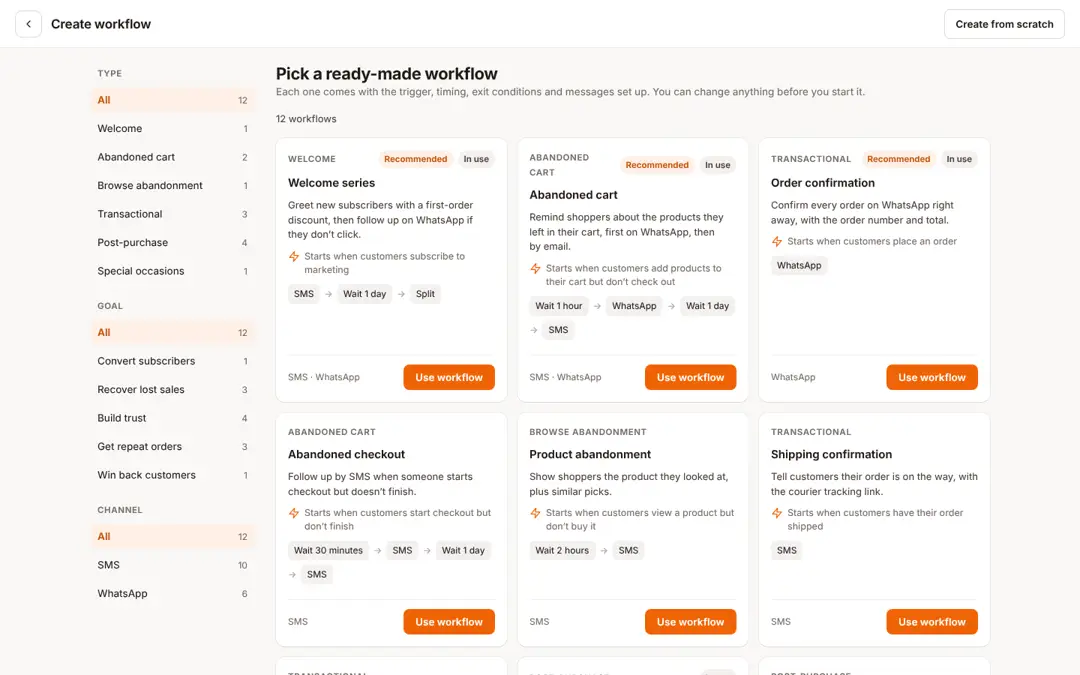 Create workflow
Create from scratch
TYPE
All 12
Welcome 1
Abandoned cart 2
Browse abandonment 1
Transactional 3
Post-purchase 4
Special occasions 1
GOAL
All 12
Convert subscribers 1
Recover lost sales 3
Build trust 4
Get repeat orders 3
Win back customers 1
CHANNEL
All 12
SMS 10
WhatsApp 6
Pick a ready-made workflow
Each one comes with the trigger, timing, exit conditions and messages set up. You can change anything before you start it.
12 workflows
WELCOME Recommended In use
Welcome series
Greet new subscribers with a first-order
discount, then follow up on WhatsApp if
they don't click.
Starts when customers subscribe to
marketing
SMS → Wait 1 day → Split
SMS · WhatsApp Use workflow
ABANDONED
CART
Recommended In use
Abandoned cart
Remind shoppers about the products they
left in their cart, first on WhatsApp, then
by email.
Starts when customers add products to
their cart but don't check out
Wait 1 hour → WhatsApp → Wait 1 day
→ SMS
SMS · WhatsApp Use workflow
TRANSACTIONAL Recommended In use
Order confirmation
Confirm every order on WhatsApp right
away, with the order number and total.
Starts when customers place an order
WhatsApp
WhatsApp Use workflow
ABANDONED CART
Abandoned checkout
Follow up by SMS when someone starts
checkout but doesn't finish.
Starts when customers start checkout but
don't finish
Wait 30 minutes → SMS → Wait 1 day
→ SMS
SMS Use workflow
BROWSE ABANDONMENT
Product abandonment
Show shoppers the product they looked at,
plus similar picks.
Starts when customers view a product but
don't buy it
Wait 2 hours → SMS
SMS Use workflow
TRANSACTIONAL
Shipping confirmation
Tell customers their order is on the way, with
the courier tracking link.
Starts when customers have their order
shipped
SMS
SMS Use workflow